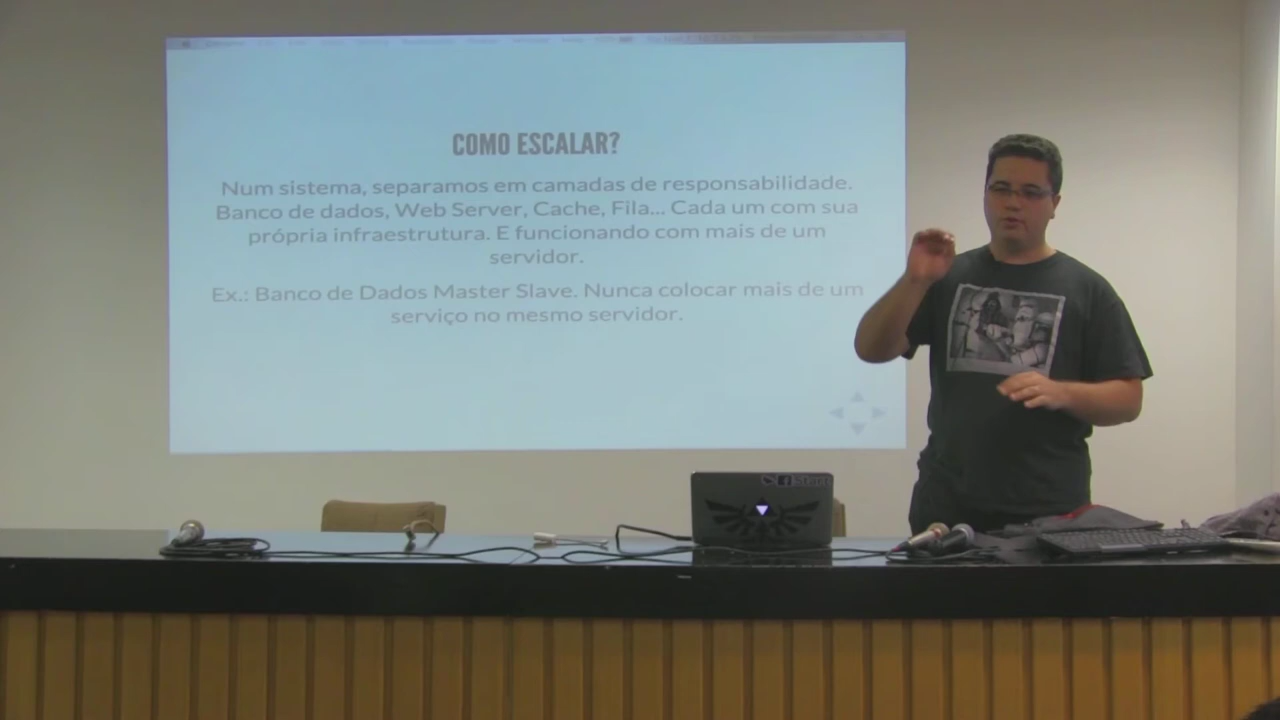 COMO ESCALAR?
Num sistema, separamos em camadas de responsabilidade.
Banco de dados, Web Server, Cache, Fila... Cada um com sua
própria infraestrutura. E funcionando com mais de um
servidor.
Ex.: Banco de Dados Master Slave. Nunca colocar mais de um
serviço no mesmo servidor.
Start